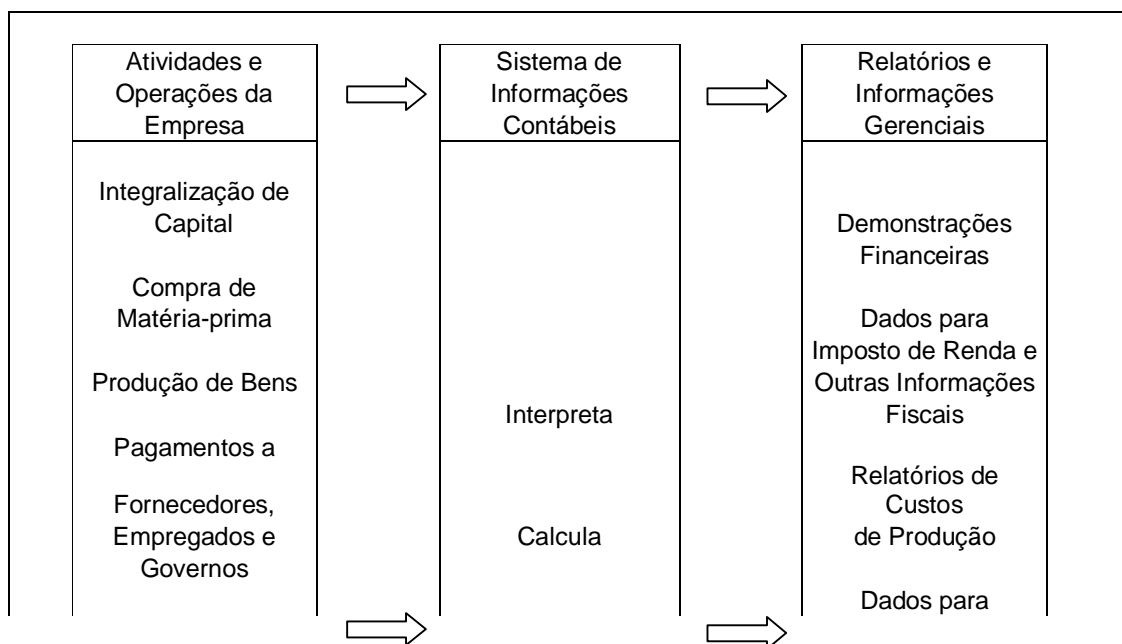 Atividades e
Operações da
Empresa
Sistema de
Informações
Contábeis
Relatórios e
Informações
Gerenciais
Integralização de
Capital
Compra de
Matéria-prima
Produção de Bens
Pagamentos a
Fornecedores,
Empregados e
Governos
Interpreta
Calcula
Demonstrações
Financeiras
Dados para
Imposto de Renda e
Outras Informações
Fiscais
Relatórios de
Custos
de Produção
Dados para